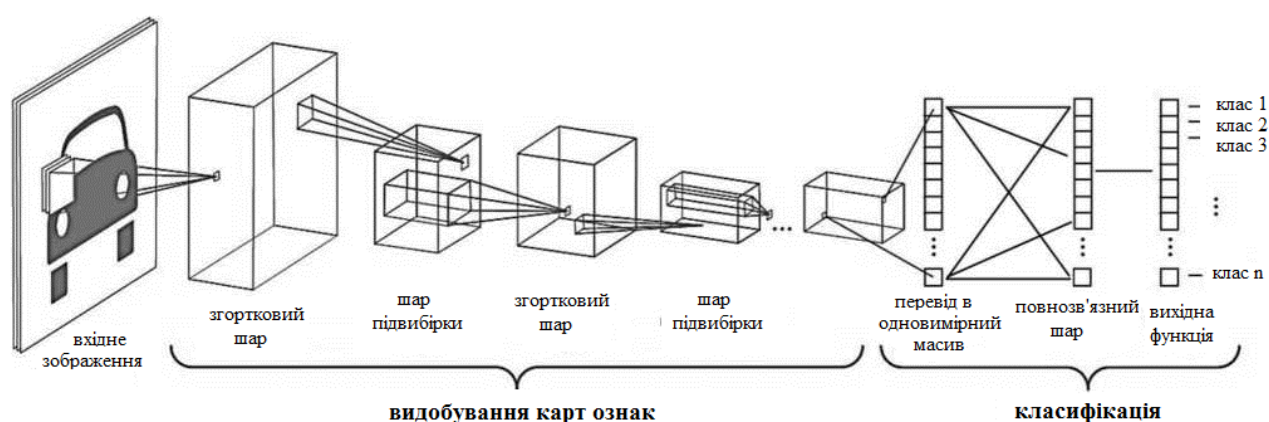 вхідне
зображення
згортковий
шар
шар
підвибірки
згортковий
шар
шар
підвибірки
перевід в
одновимірний
масив
повнозв'язний
шар
вихідна
функція
клас 1
клас 2
клас 3
клас n
видобування карт ознак
класифікація